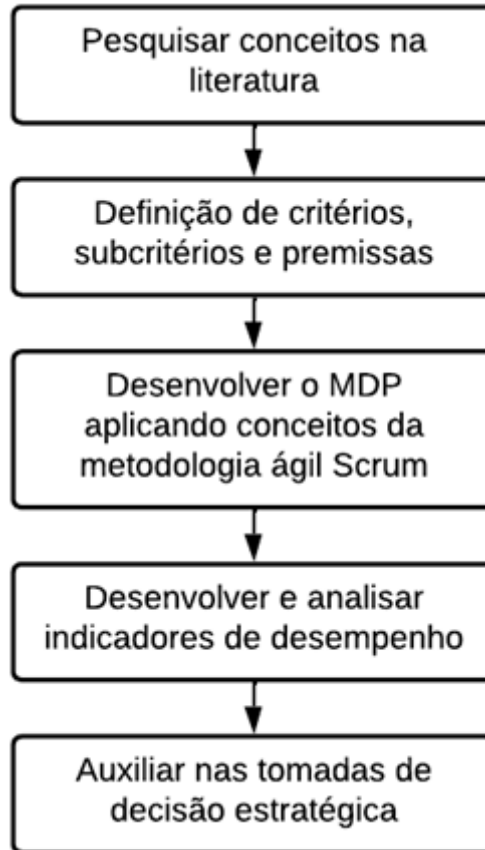 Pesquisar conceitos na
literatura
Definição de critérios,
subcritérios e premissas
Desenvolver o MDP
aplicando conceitos da
metodologia ágil Scrum
Desenvolver e analisar
indicadores de desempenho
Auxiliar nas tomadas de
decisão estratégica